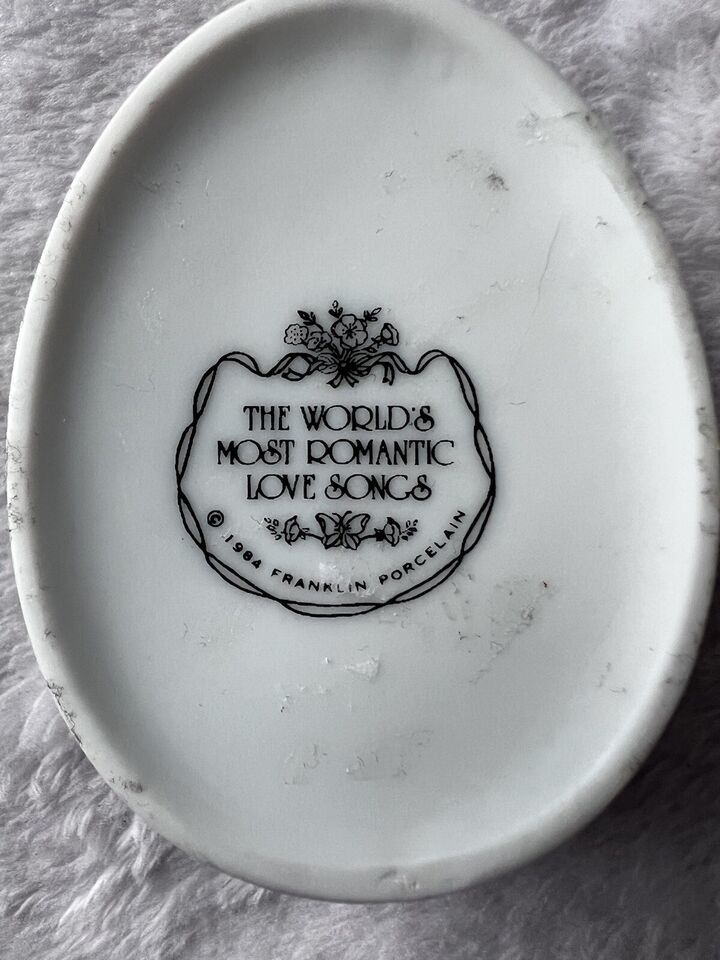 THE WORLD'S
MOST ROMANTIC
LOVE SONGS
© 1984 FRANKLIN PORCELAIN